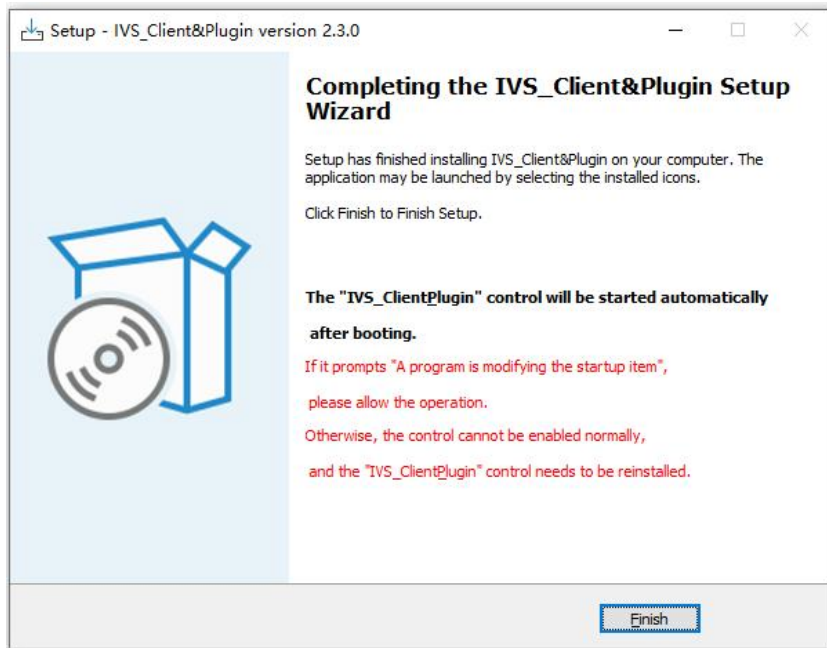 Setup - IVS_Client&Plugin version 2.3.0
Completing the IVS_Client&Plugin Setup
Wizard
Setup has finished installing IVS_Client&Plugin on your computer. The
application may be launched by selecting the installed icons.
Click Finish to Finish Setup.
The "IVS_ClientPlugin" control will be started automatically
after booting.
If it prompts "A program is modifying the startup item",
please allow the operation.
Otherwise, the control cannot be enabled normally,
and the "IVS_ClientPlugin" control needs to be reinstalled.
Finish